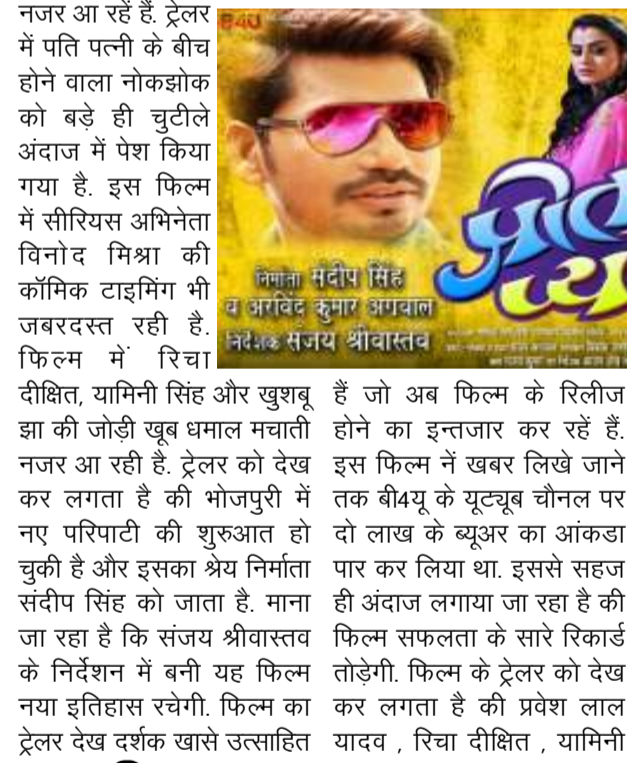 नजर आ रहें हैं. ट्रेलर
में पति पत्नी के बीच
होने वाला नोकझोक
को बड़े ही चुटीले
अंदाज में पेश किया
गया है. इस फिल्म
में सीरियस अभिनेता
विनोद मिश्रा की
कॉमिक टाइमिंग भी
जबरदस्त रही है.
फिल्म में रिचा
दीक्षित, यामिनी सिंह और खुशबू
झा की जोड़ी खूब धमाल मचाती
नजर आ रही है. ट्रेलर को देख
कर लगता है की भोजपुरी में
नए परिपाटी की शुरुआत हो
चुकी है और इसका श्रेय निर्माता
संदीप सिंह को जाता है. माना
जा रहा है कि संजय श्रीवास्तव
के निर्देशन में बनी यह फिल्म
नया इतिहास रचेगी. फिल्म का
ट्रेलर देख दर्शक खासे उत्साहित
B4U
निर्माता संदीप सिंह
व अरविंद कुमार अग्रवाल
निर्देशक संजय श्रीवास्तव
हैं जो अब फिल्म के रिलीज
होने का इन्तजार कर रहें हैं.
इस फिल्म नें खबर लिखे जाने
तक बी4यू के यूट्यूब चौनल पर
दो लाख के ब्यूअर का आंकडा
पार कर लिया था. इससे सहज
ही अंदाज लगाया जा रहा है की
फिल्म सफलता के सारे रिकार्ड
तोड़ेगी. फिल्म के ट्रेलर को देख
कर लगता है की प्रवेश लाल
यादव , रिचा दीक्षित , यामिनी